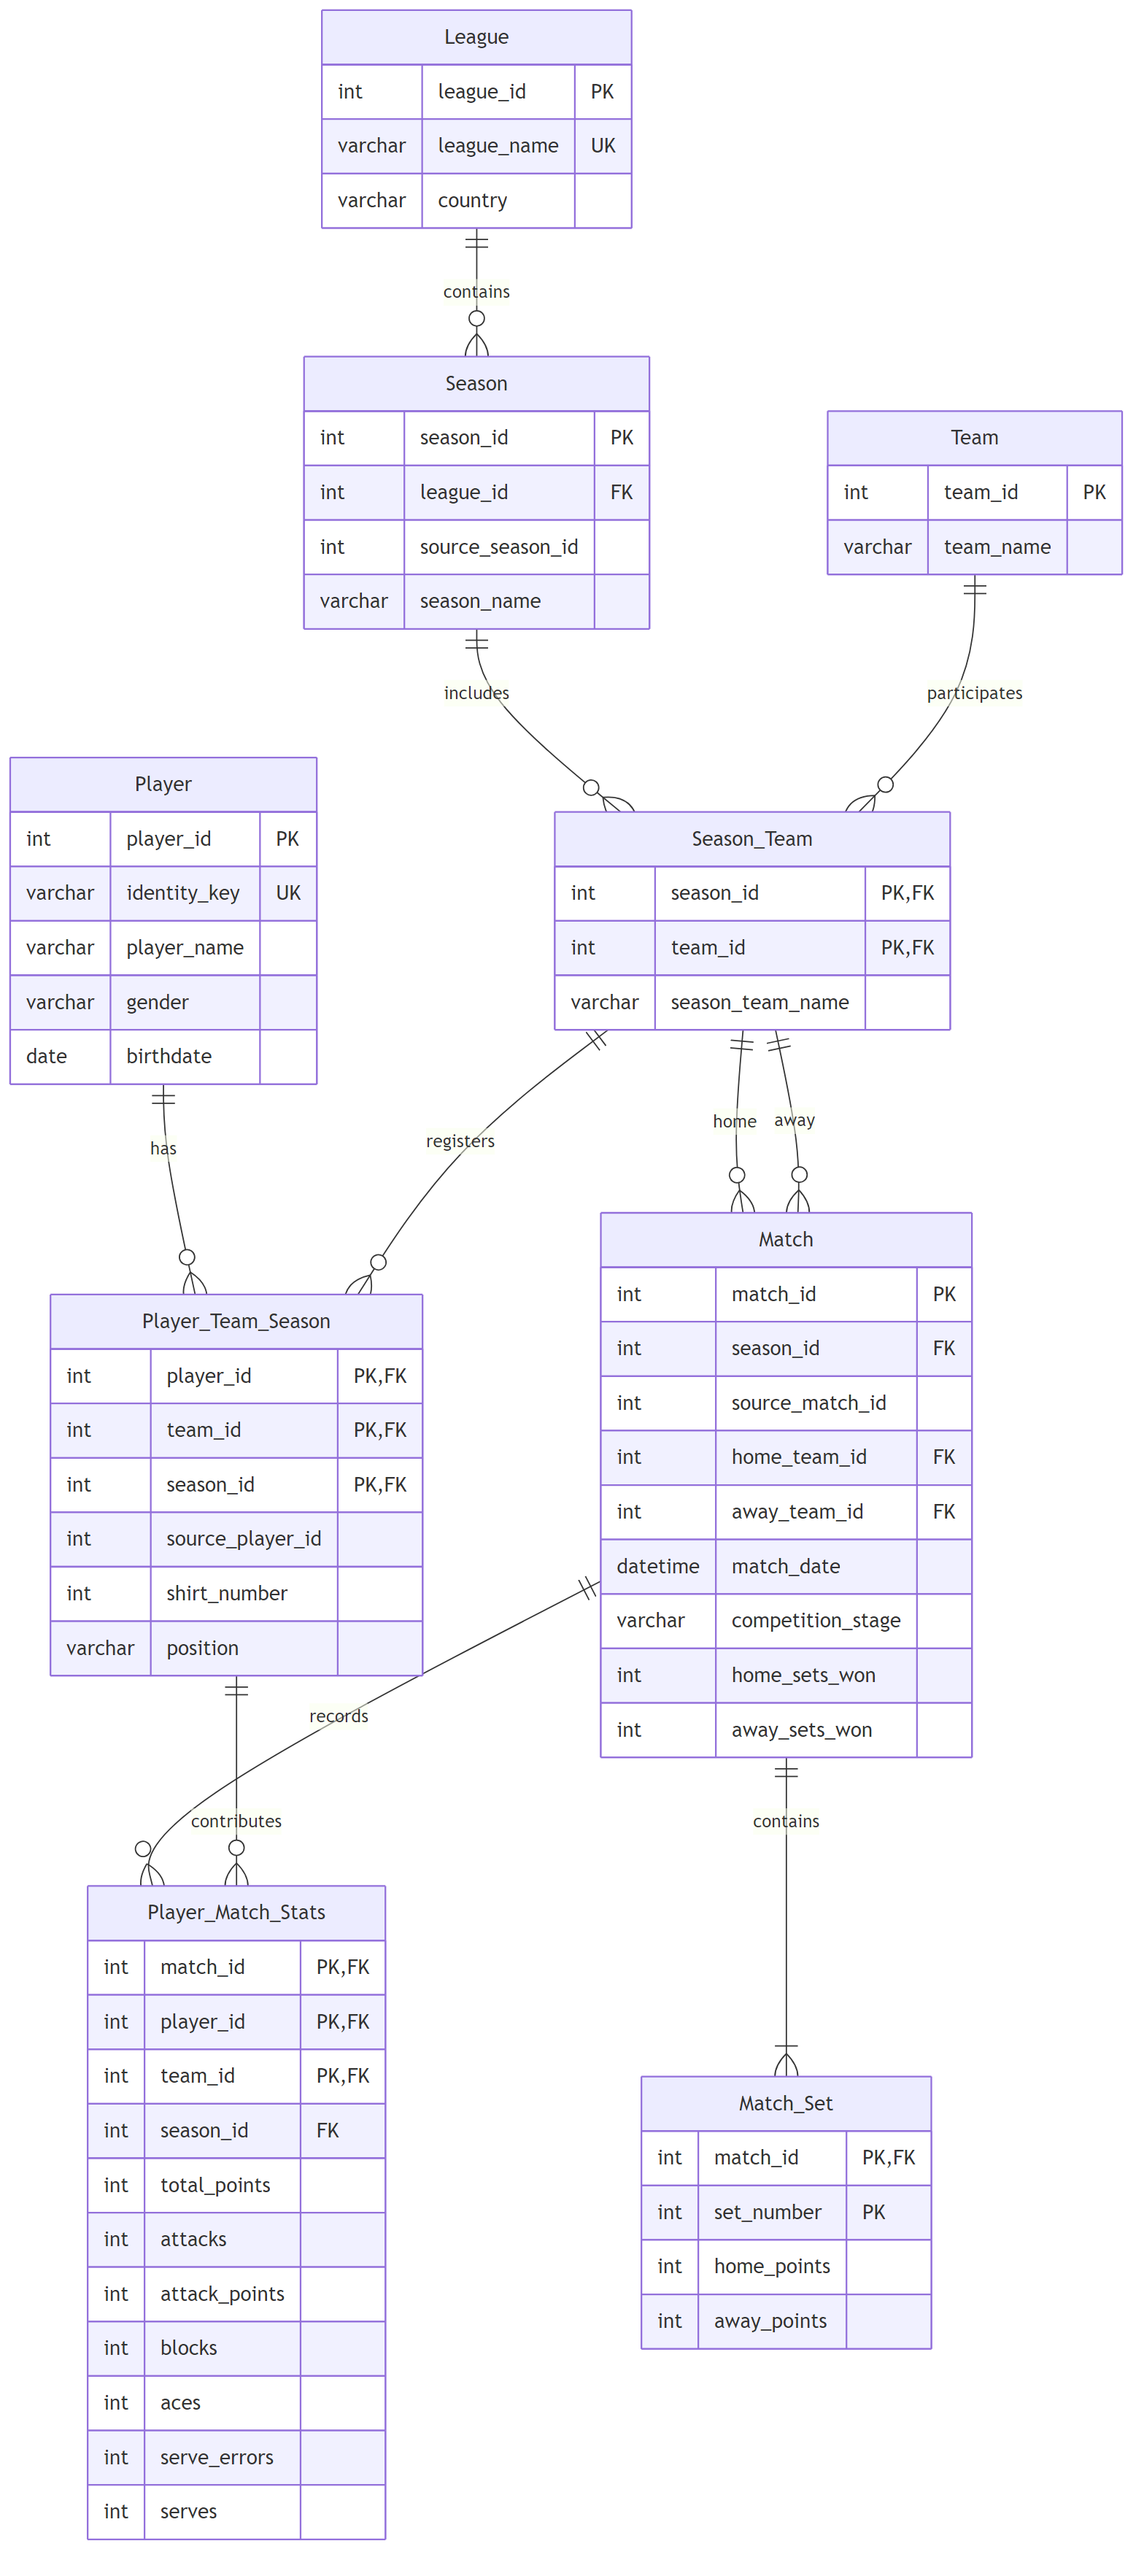 League
int league_id PK
varchar league_name UK
varchar country
contains
Season
int season_id PK
int league_id FK
int source_season_id
varchar season_name
Team
int team_id PK
varchar team_name
includes
participates
Player
int player_id PK
varchar identity_key UK
varchar player_name
varchar gender
date birthdate
Season_Team
int season_id PK,FK
int team_id PK,FK
varchar season_team_name
has
registers
home
away
Player_Team_Season
int player_id PK,FK
int team_id PK,FK
int season_id PK,FK
int source_player_id
int shirt_number
varchar position
Match
int match_id PK
int season_id FK
int source_match_id
int home_team_id FK
int away_team_id FK
datetime match_date
varchar competition_stage
int home_sets_won
int away_sets_won
records
contributes
contains
Player_Match_Stats
int match_id PK,FK
int player_id PK,FK
int team_id PK,FK
int season_id FK
int total_points
int attacks
int attack_points
int blocks
int aces
int serve_errors
int serves
Match_Set
int match_id PK,FK
int set_number PK
int home_points
int away_points